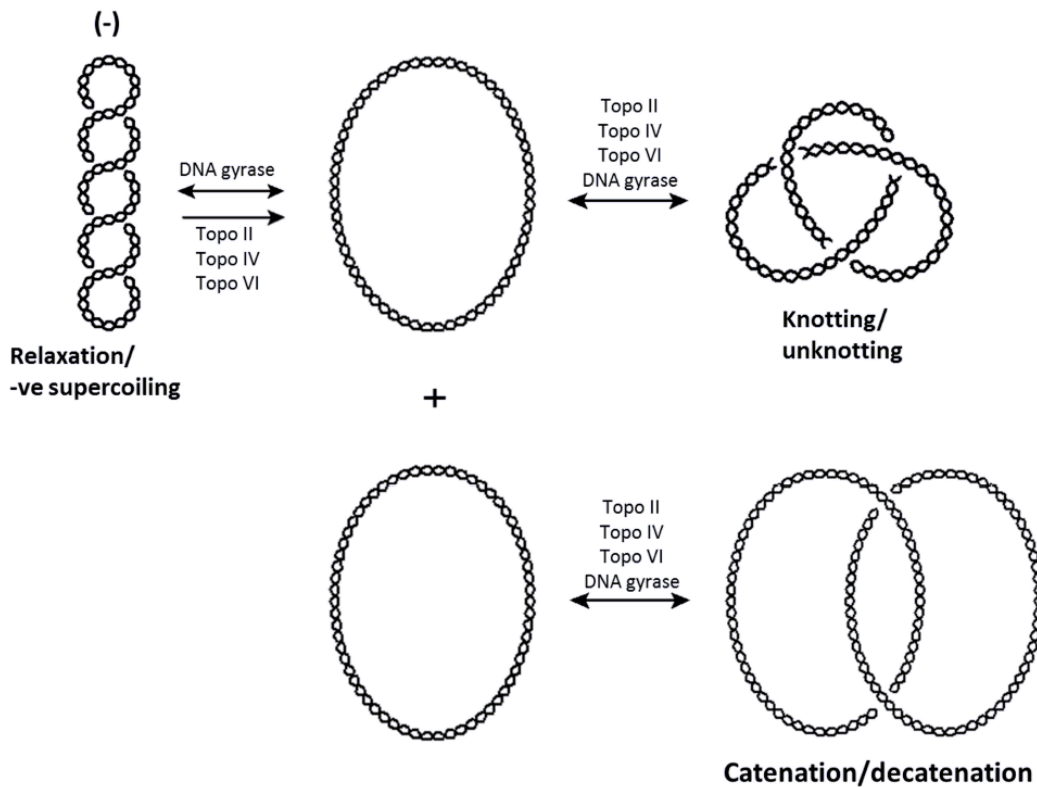 (-)
DNA gyrase
Topo II
Topo IV
Topo VI
Relaxation/
-ve supercoiling
Topo II
Topo IV
Topo VI
DNA gyrase
Knotting/
unknotting
+
Topo II
Topo IV
Topo VI
DNA gyrase
Catenation/decatenation